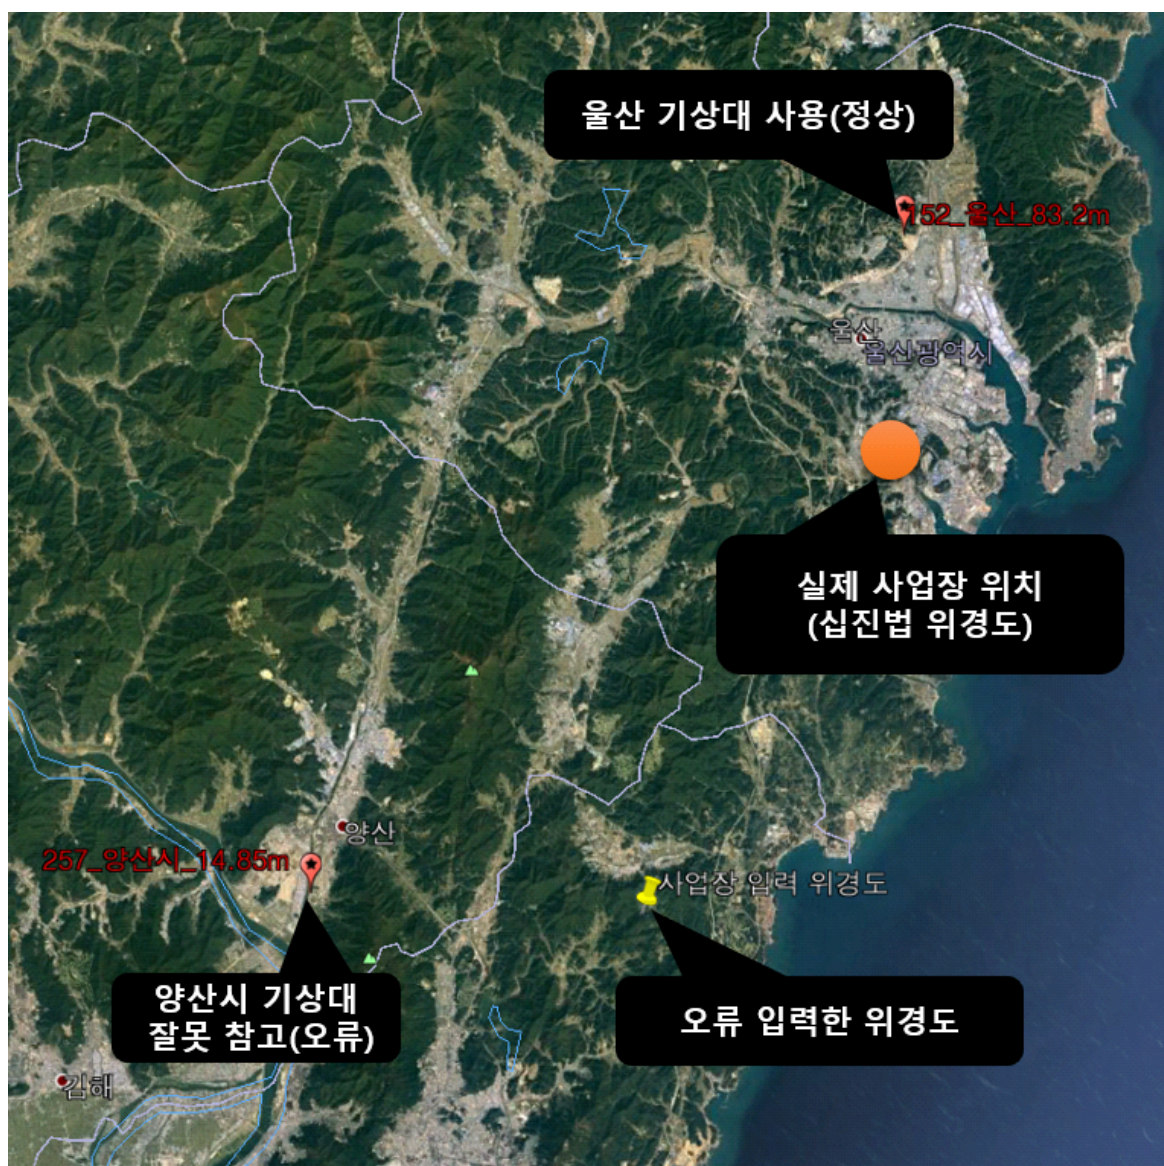 울산 기상대 사용(정상)
152_울산_83.2m
울산
울산광역시
실제 사업장 위치
(십진법 위경도)
양산
257_양산시_14.85m
사업장 입력 위경도
양산시 기상대
잘못 참고(오류)
오류 입력한 위경도
김해